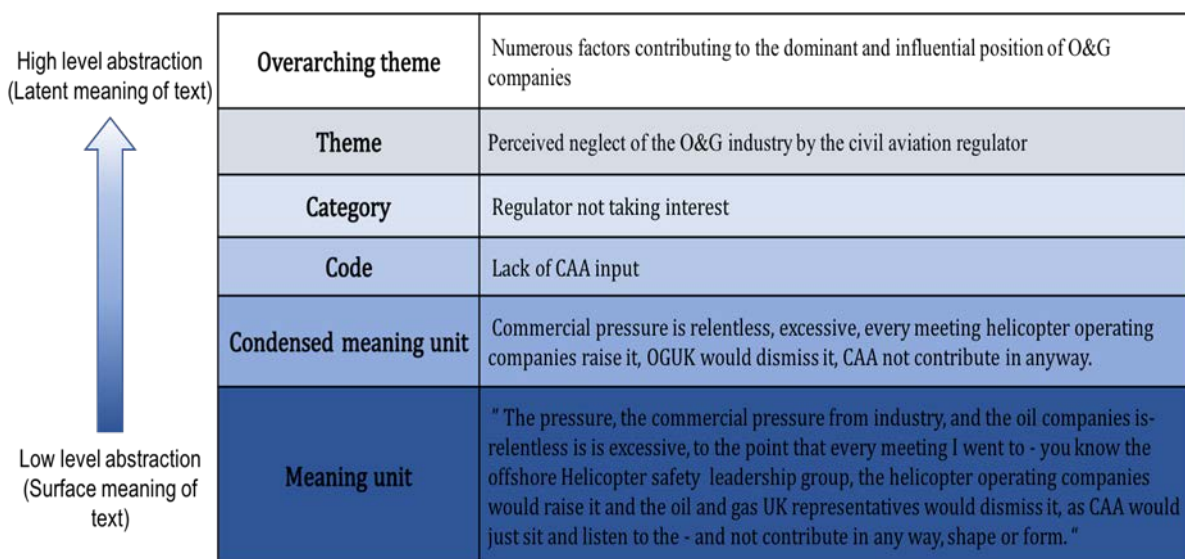 High level abstraction
(Latent meaning of text)
Overarching theme
Numerous factors contributing to the dominant and influential position of O&G
companies
Theme
Perceived neglect of the O&G industry by the civil aviation regulator
Category
Regulator not taking interest
Code
Lack of CAA input
Condensed meaning unit
Commercial pressure is relentless, excessive, every meeting helicopter operating
companies raise it, OGUK would dismiss it, CAA not contribute in anyway.
Low level abstraction
(Surface meaning of
text)
Meaning unit
" The pressure, the commercial pressure from industry, and the oil companies is-
relentless is is excessive, to the point that every meeting I went to - you know the
offshore Helicopter safety leadership group, the helicopter operating companies
would raise it and the oil and gas UK representatives would dismiss it, as CAA would
just sit and listen to the - and not contribute in any way, shape or form. "